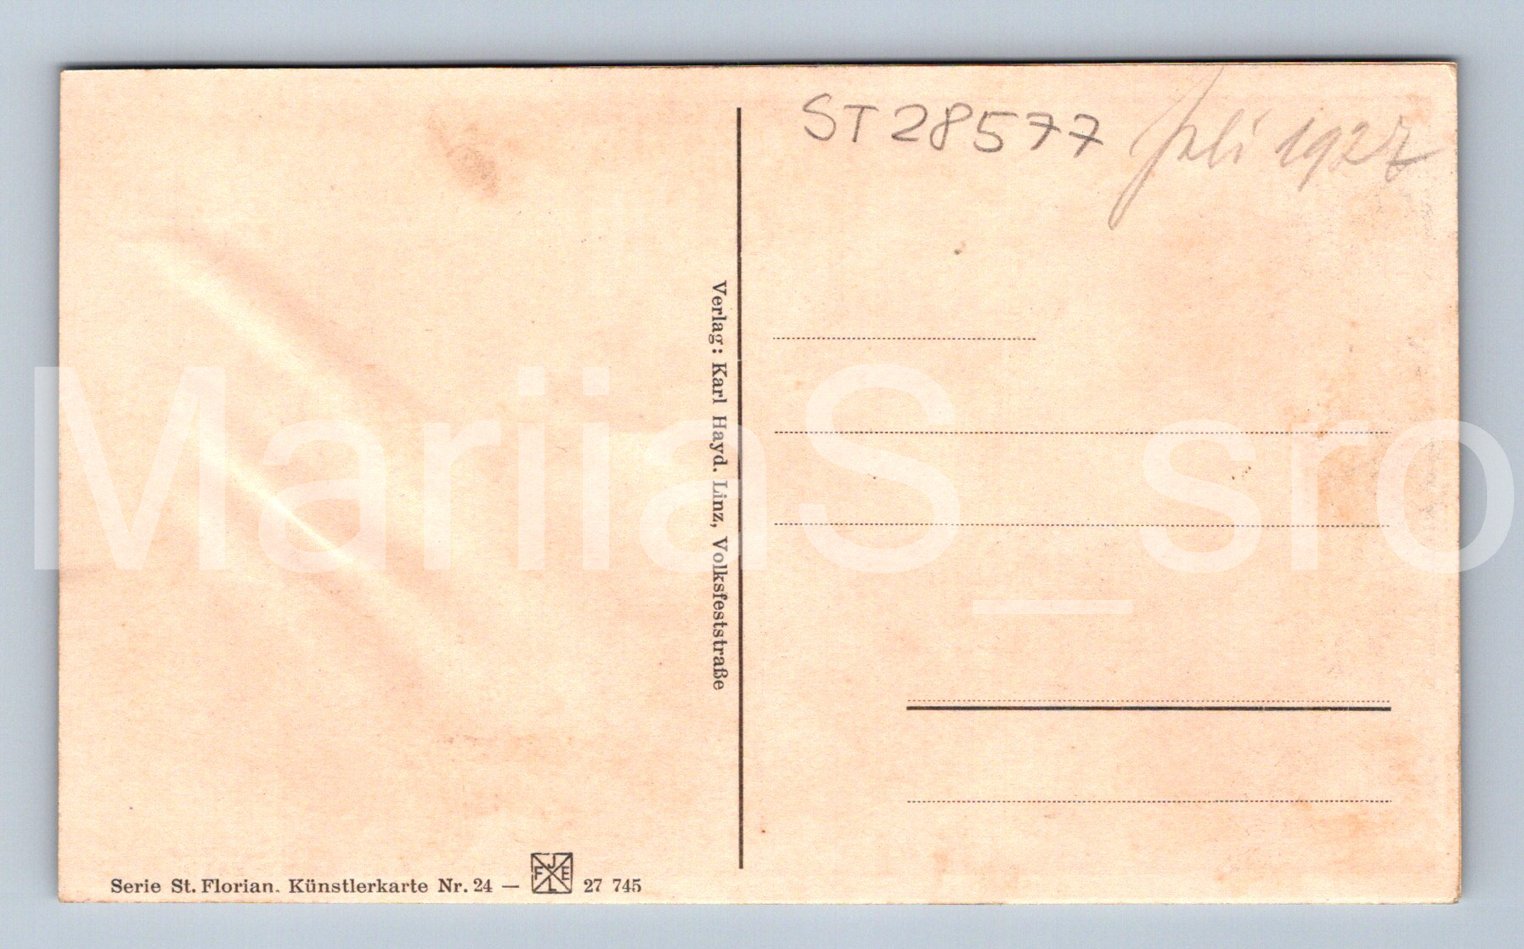 ST28577 Juli 1927
Verlag: Karl Hayd. Linz, Volksfeststraße
MariiaS_sro
Serie St. Florian. Künstlerkarte Nr. 24 — J F E L 27 745